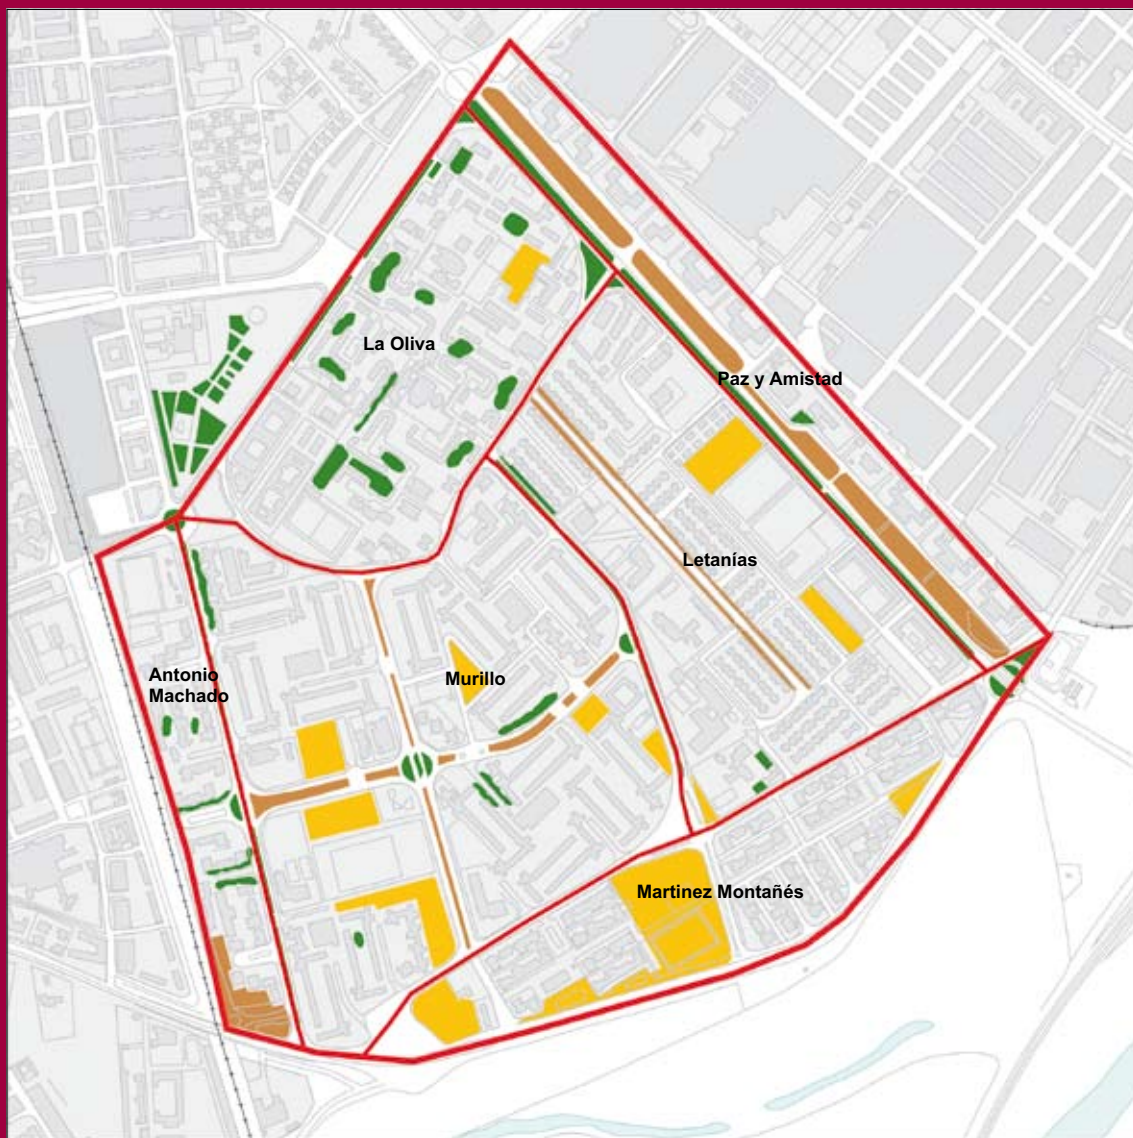 La Oliva
Paz y Amistad
Letanías
Antonio
Machado
Murillo
Martinez Montañés